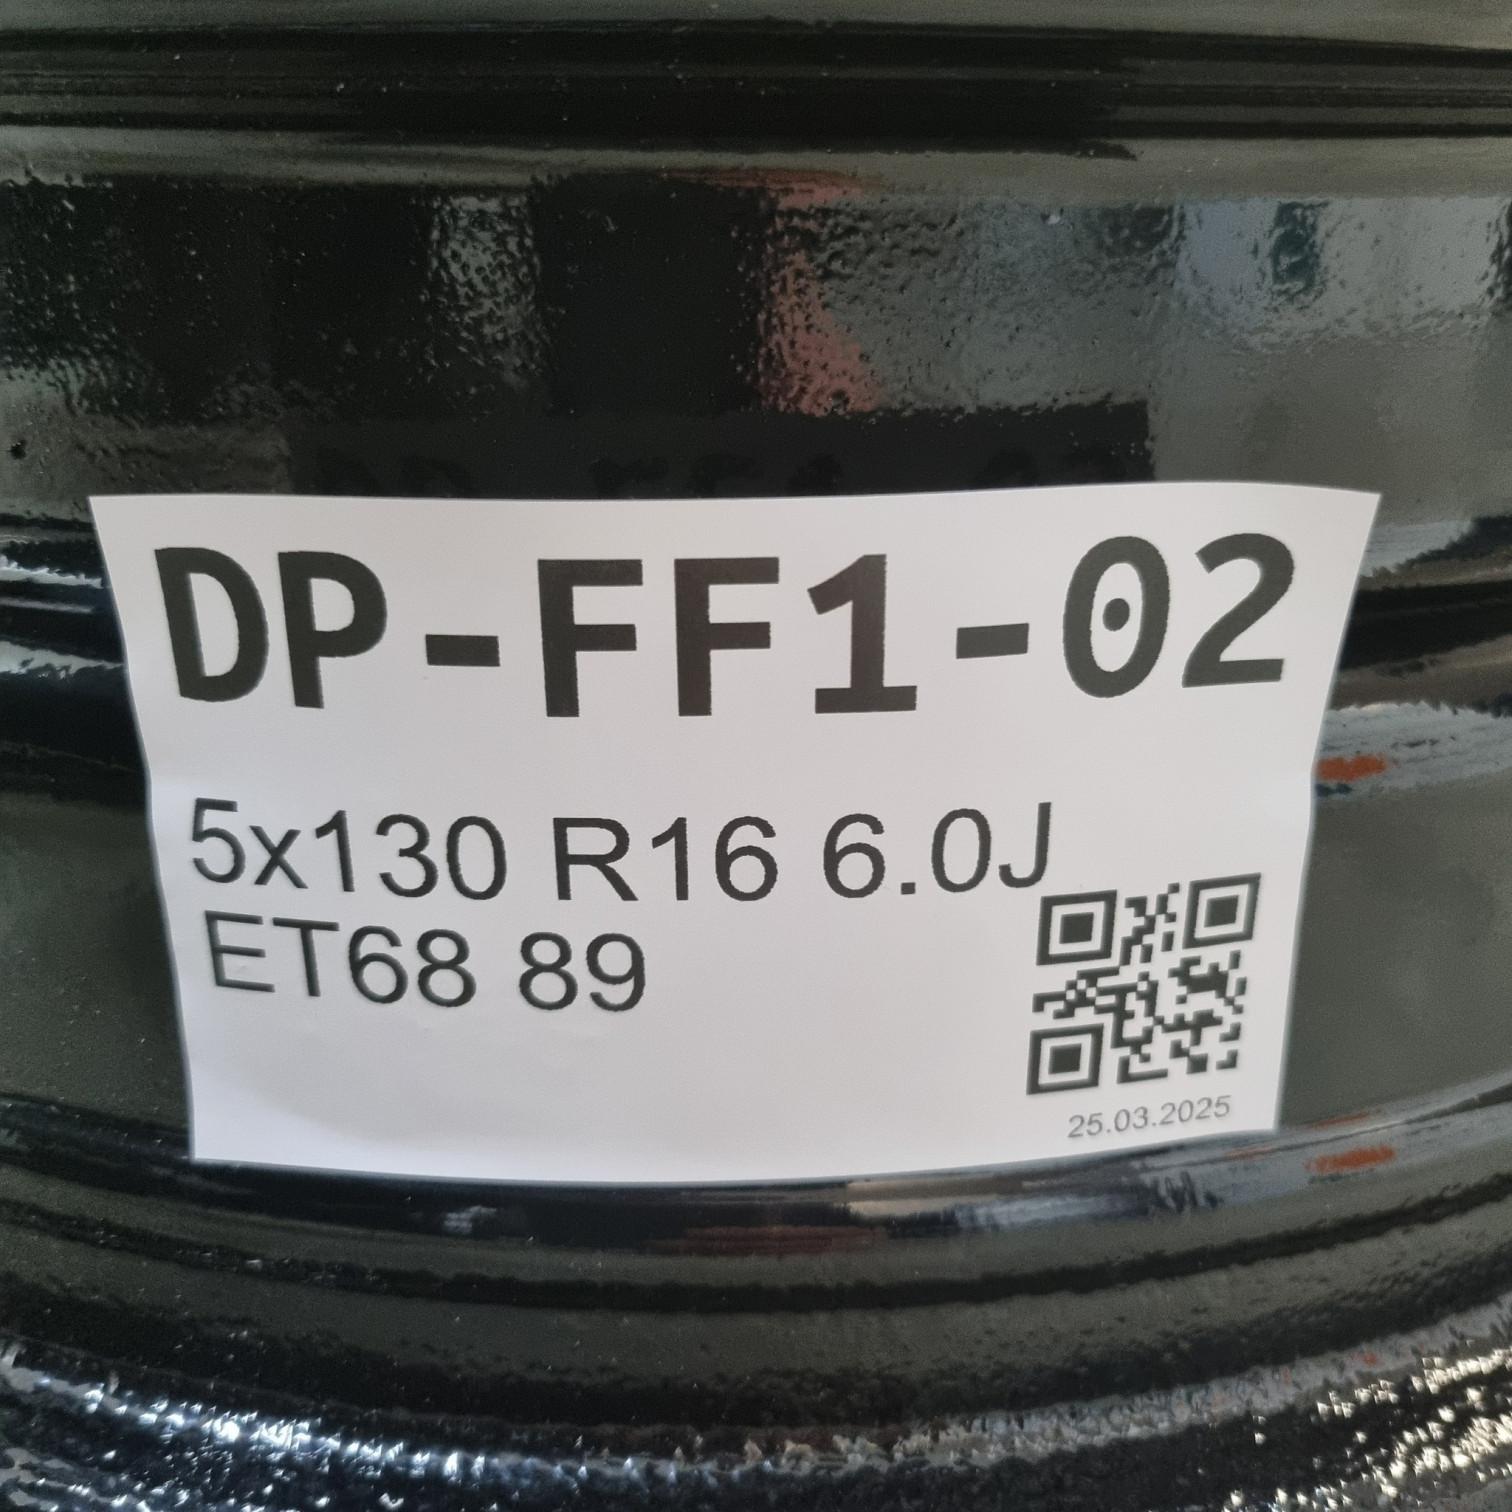 DP-FF1-02
5x130 R16 6.0J
ET68 89
25.03.2025